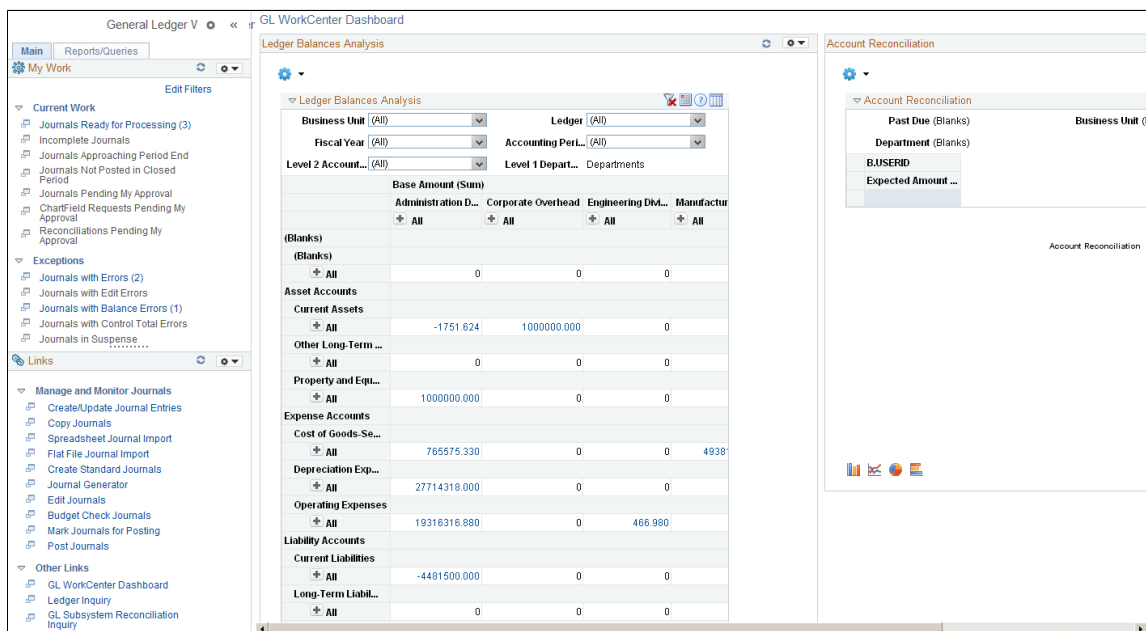 General Ledger V
«
er
GL WorkCenter Dashboard
Main
Reports/Queries
My Work
Edit Filters
Current Work
Journals Ready for Processing (3)
Incomplete Journals
Journals Approaching Period End
Journals Not Posted in Closed
Period
Journals Pending My Approval
ChartField Requests Pending My
Approval
Reconciliations Pending My
Approval
Exceptions
Journals with Errors (2)
Journals with Edit Errors
Journals with Balance Errors (1)
Journals with Control Total Errors
Journals in Suspense
Links
Manage and Monitor Journals
Create/Update Journal Entries
Copy Journals
Spreadsheet Journal Import
Flat File Journal Import
Create Standard Journals
Journal Generator
Edit Journals
Budget Check Journals
Mark Journals for Posting
Post Journals
Other Links
GL WorkCenter Dashboard
Ledger Inquiry
GL Subsystem Reconciliation
Inquiry
Ledger Balances Analysis
Ledger Balances Analysis
Business Unit (All) Ledger (All)
Fiscal Year (All) Accounting Peri... (All)
Level 2 Account... (All) Level 1 Depart... Departments
Base Amount (Sum)
Administration D... Corporate Overhead Engineering Divi... Manufactur
All All All All
(Blanks)
(Blanks)
All 0 0 0
Asset Accounts
Current Assets
All -1751.624 1000000.000 0
Other Long-Term ...
All 0 0 0
Property and Equ...
All 1000000.000 0 0
Expense Accounts
Cost of Goods-Se...
All 765575.330 0 0 4938
Depreciation Exp...
All 27714318.000 0 0
Operating Expenses
All 19316316.880 0 466.980
Liability Accounts
Current Liabilities
All -4481500.000 0 0
Long-Term Liabil...
All 0 0 0
Account Reconciliation
Account Reconciliation
Past Due (Blanks) Business Unit (
Department (Blanks)
B.USERID
Expected Amount ...
Account Reconciliation